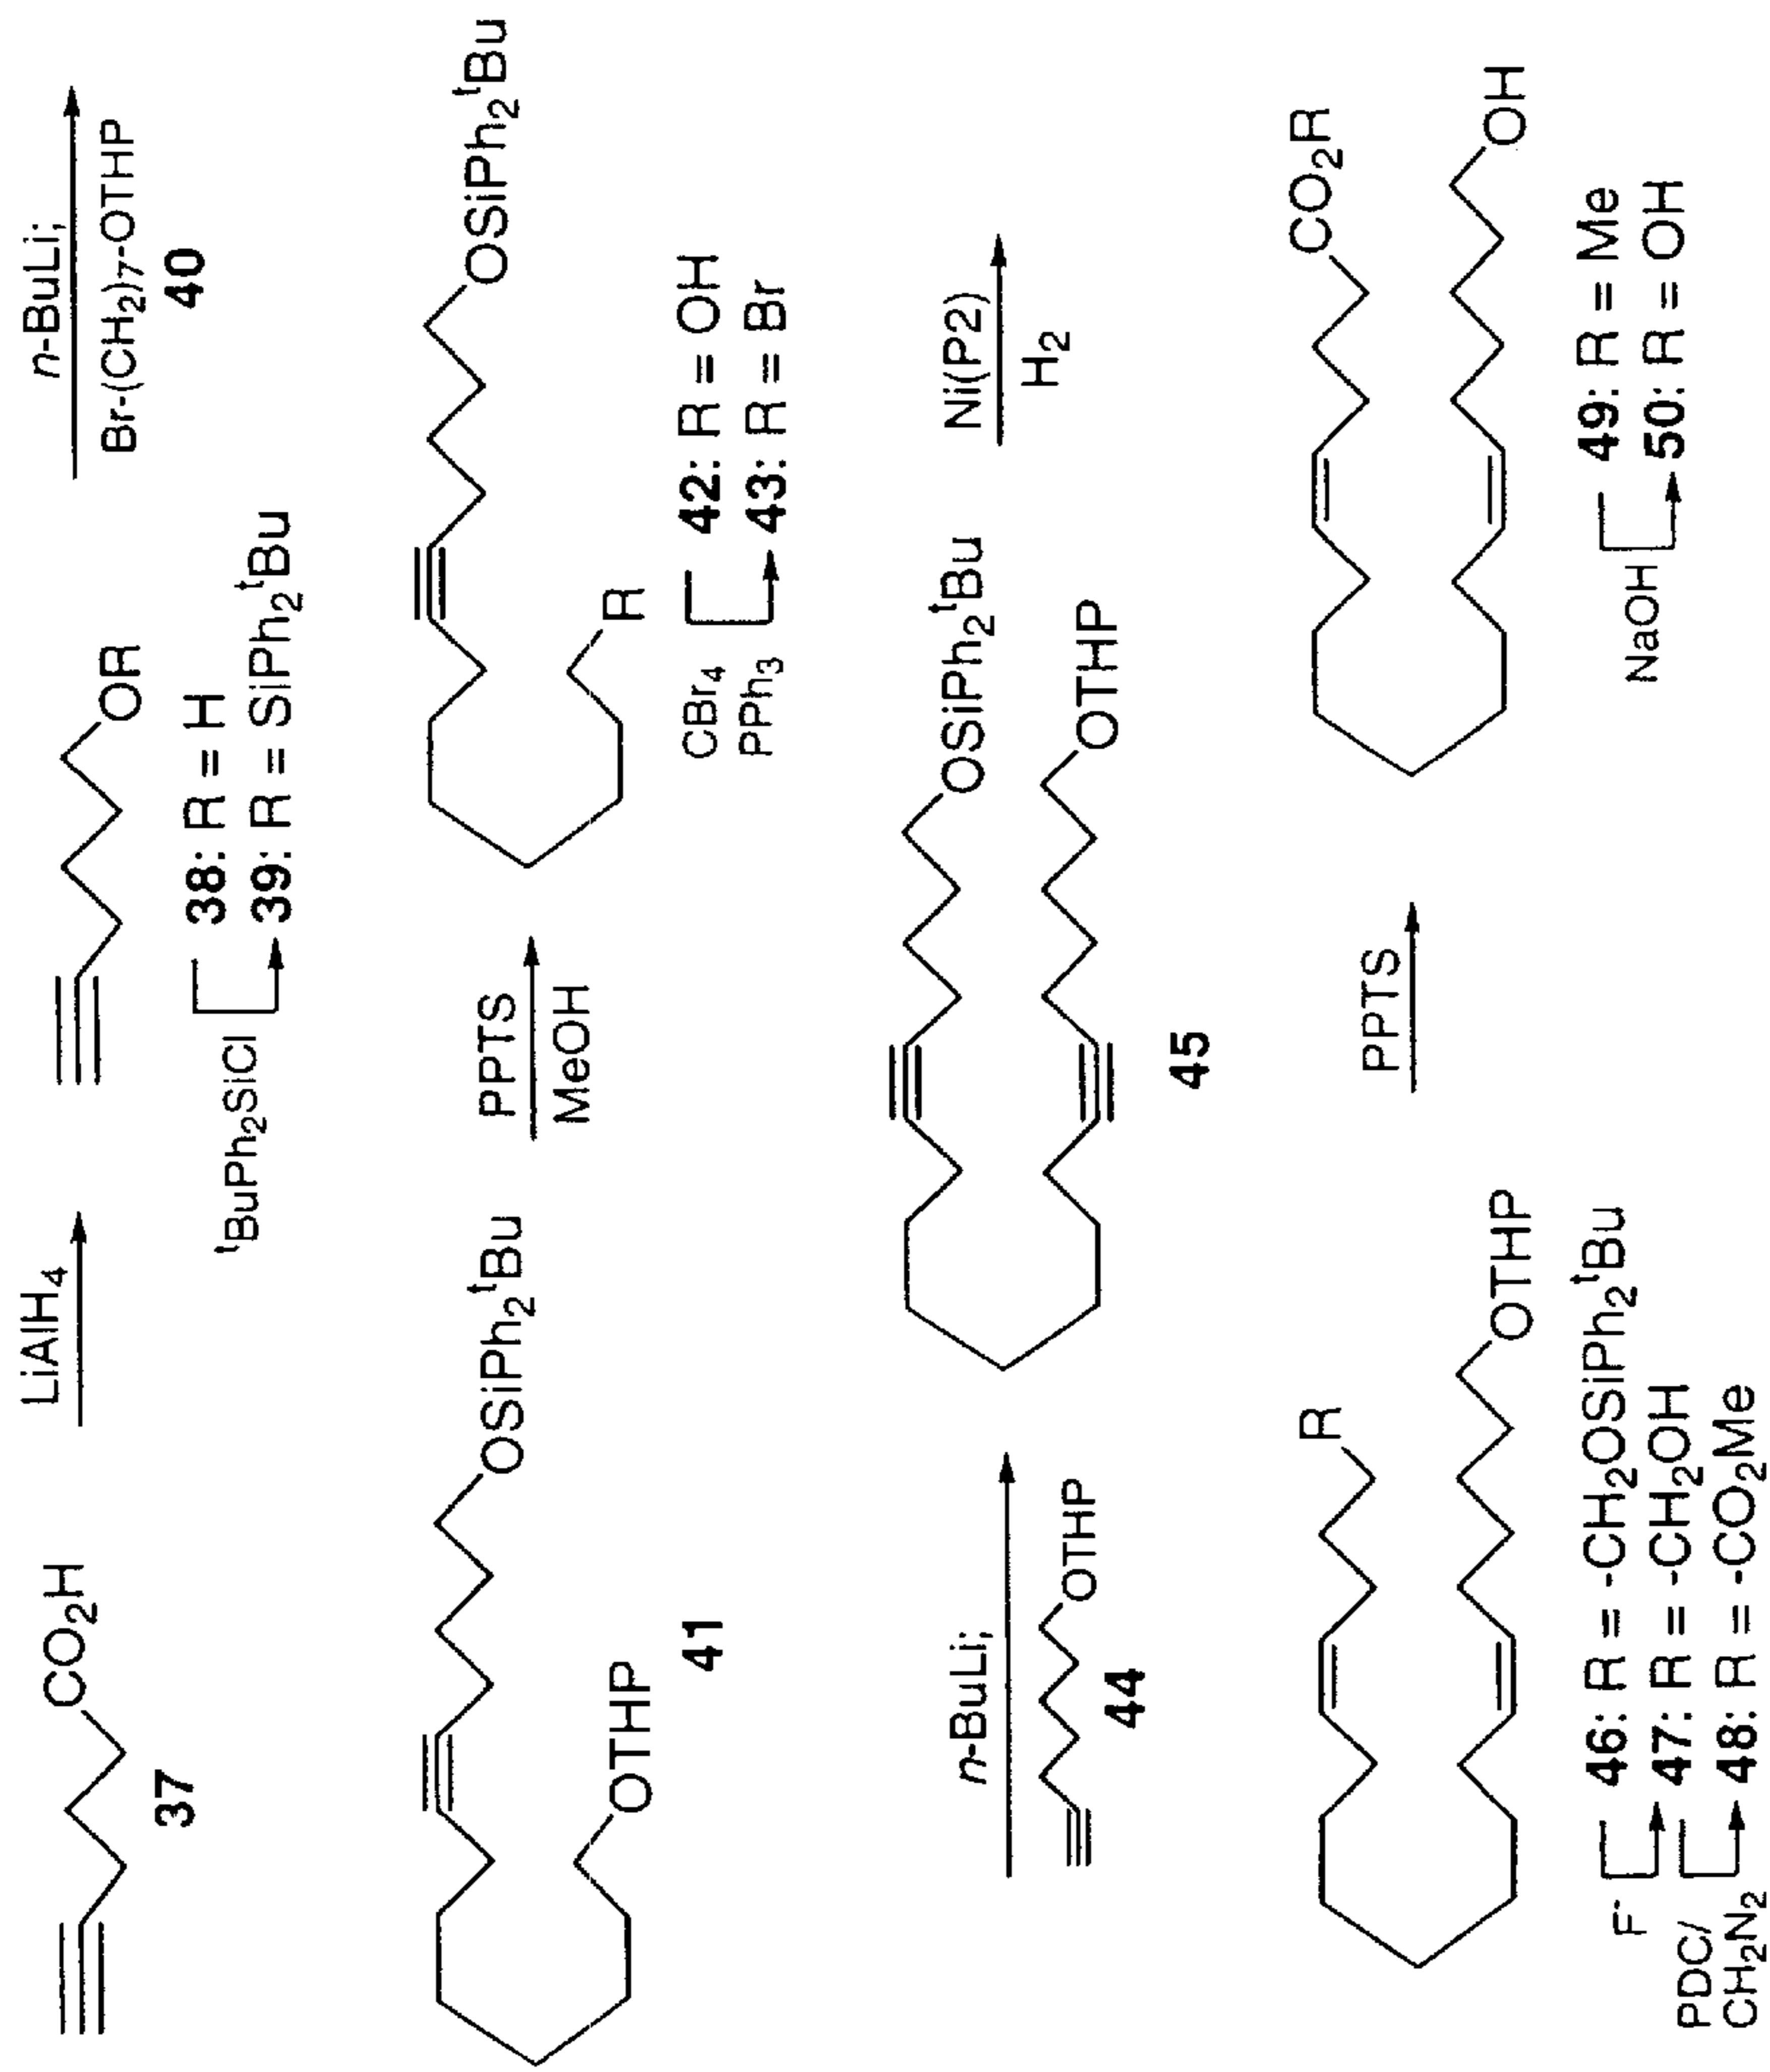 LiAlH4
n-BuLi;
Br-(CH2)7-OTHP
40
CO2H
37
OR
38: R = H
39: R = SiPh2tBu
tBuPh2SiCl
OSiPh2tBu
OTHP
41
PPTS
MeOH
OSiPh2tBu
R
CBr4
PPh3
42: R = OH
43: R = Br
n-BuLi;
OTHP
44
OSiPh2tBu
OTHP
45
Ni(P2)
H2
R
OTHP
46: R = -CH2OSiPh2tBu
47: R = -CH2OH
48: R = -CO2Me
F-
PDC/
CH2N2
PPTS
CO2R
OH
NaOH
49: R = Me
50: R = OH